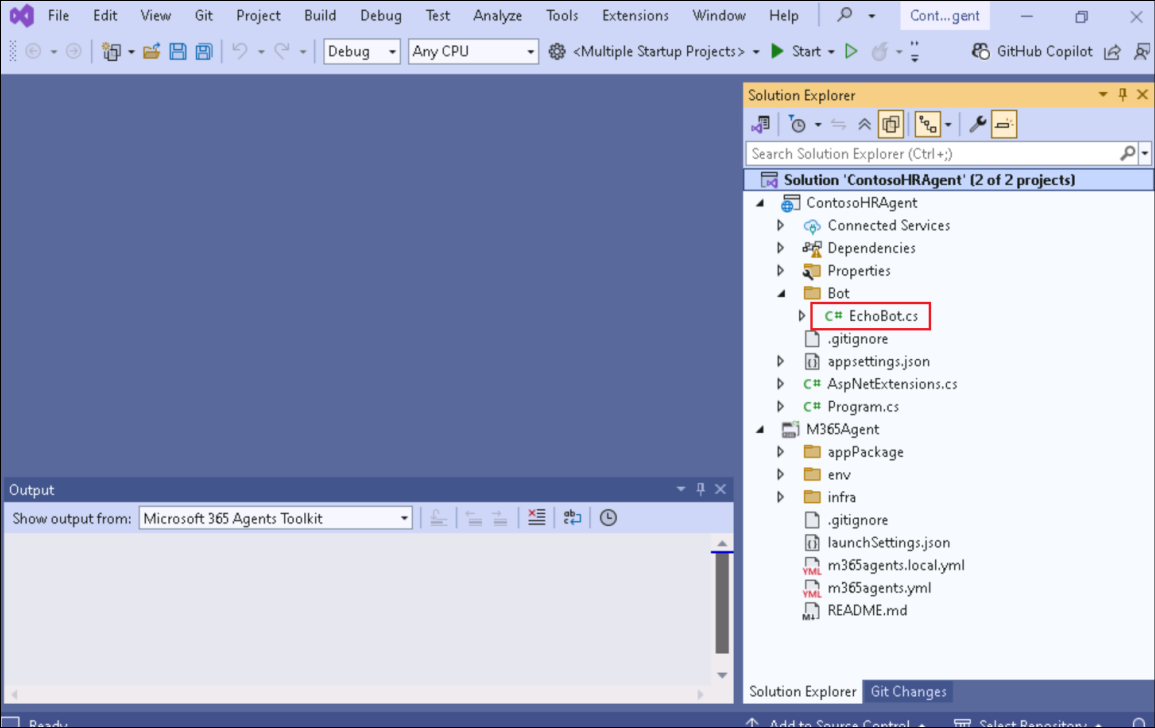 File Edit View Git Project Build Debug Test Analyze Tools Extensions Window Help Cont...gent
Debug Any CPU <Multiple Startup Projects> Start GitHub Copilot
Solution Explorer
Search Solution Explorer (Ctrl+;)
Solution 'ContosoHRAgent' (2 of 2 projects)
ContosoHRAgent
Connected Services
Dependencies
Properties
Bot
C# EchoBot.cs
.gitignore
appsettings.json
C# AspNetExtensions.cs
C# Program.cs
M365Agent
appPackage
env
infra
.gitignore
launchSettings.json
YML m365agents.local.yml
YML m365agents.yml
M↓ README.md
Output
Show output from: Microsoft 365 Agents Toolkit
Solution Explorer Git Changes
Ready Add to Source Control Select Repository